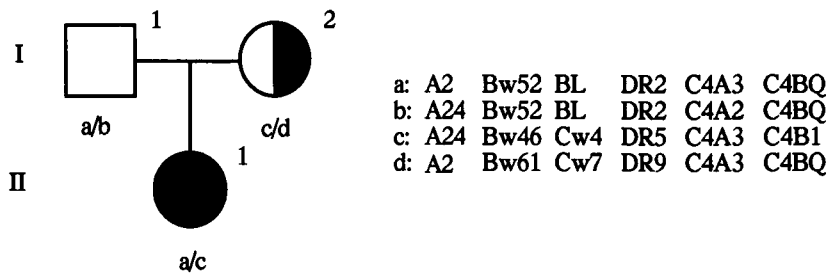 1 2
I
a/b c/d
1
II
a/c
a: A2 Bw52 BL DR2 C4A3 C4BQ
b: A24 Bw52 BL DR2 C4A2 C4BQ
c: A24 Bw46 Cw4 DR5 C4A3 C4B1
d: A2 Bw61 Cw7 DR9 C4A3 C4BQ